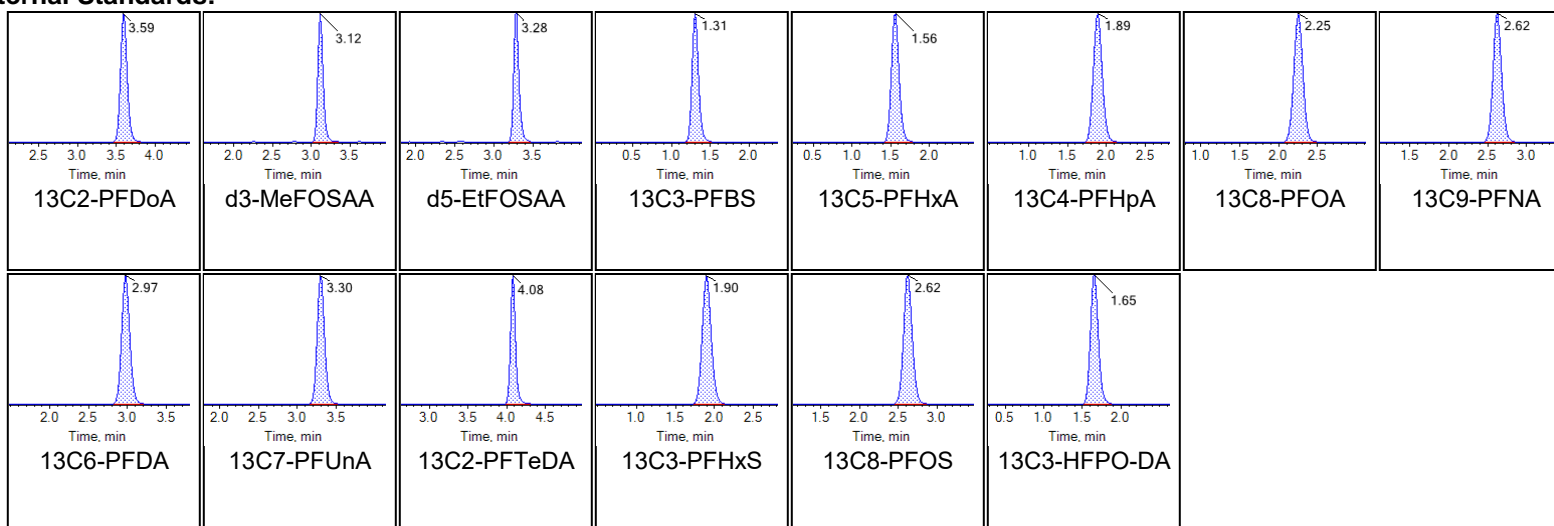 ternal Standards:
3.59 3.12 3.28 1.31 1.56 1.89 2.25 2.62
2.5 3.0 3.5 4.0 2.0 2.5 3.0 3.5 2.0 2.5 3.0 3.5 0.5 1.0 1.5 2.0 0.5 1.0 1.5 2.0 1.0 1.5 2.0 2.5 1.0 1.5 2.0 2.5 1.5 2.0 2.5 3.0
Time, min Time, min Time, min Time, min Time, min Time, min Time, min Time, min
13C2-PFDoA d3-MeFOSAA d5-EtFOSAA 13C3-PFBS 13C5-PFHxA 13C4-PFHpA 13C8-PFOA 13C9-PFNA
2.97 3.30 4.08 1.90 2.62 1.65
2.0 2.5 3.0 3.5 2.0 2.5 3.0 3.5 3.0 3.5 4.0 4.5 1.0 1.5 2.0 2.5 1.5 2.0 2.5 3.0 0.5 1.0 1.5 2.0
Time, min Time, min Time, min Time, min Time, min Time, min
13C6-PFDA 13C7-PFUnA 13C2-PFTeDA 13C3-PFHxS 13C8-PFOS 13C3-HFPO-DA